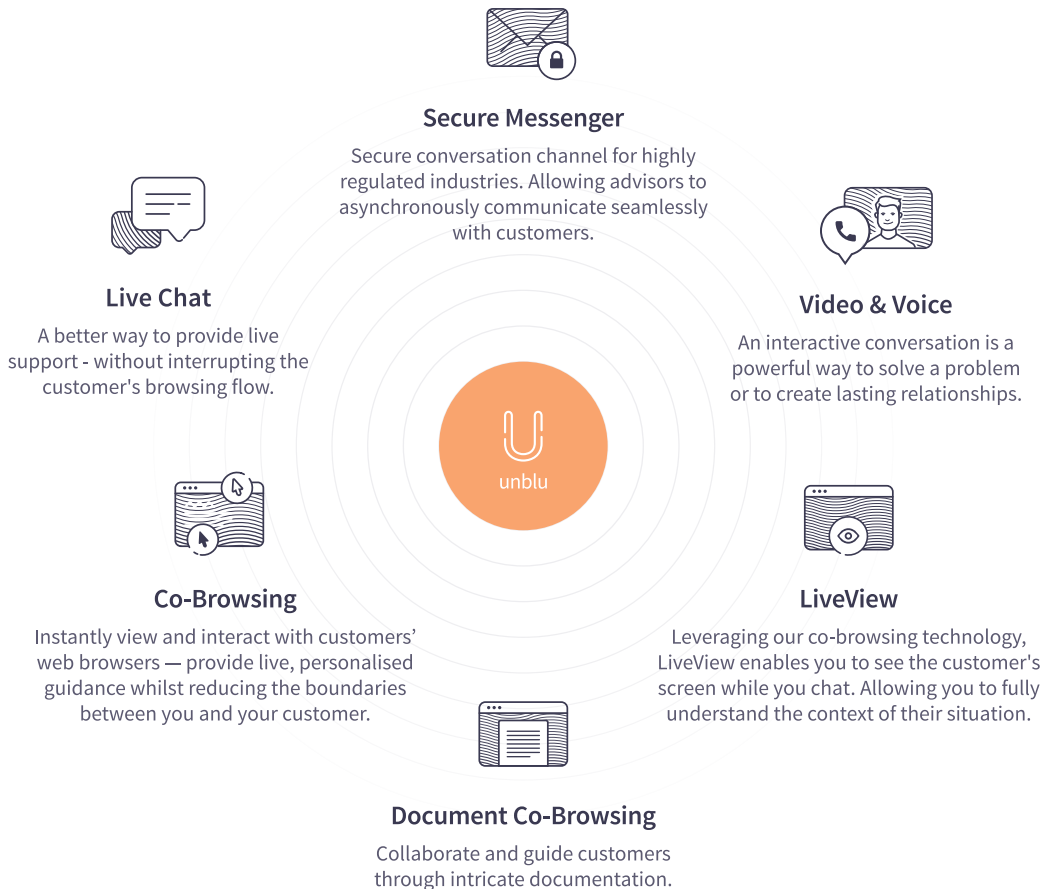 Secure Messenger
Secure conversation channel for highly
regulated industries. Allowing advisors to
asynchronously communicate seamlessly
with customers.
Live Chat
A better way to provide live
support - without interrupting the
customer's browsing flow.
Video & Voice
An interactive conversation is a
powerful way to solve a problem
or to create lasting relationships.
unblu
Co-Browsing
Instantly view and interact with customers’
web browsers — provide live, personalised
guidance whilst reducing the boundaries
between you and your customer.
LiveView
Leveraging our co-browsing technology,
LiveView enables you to see the customer's
screen while you chat. Allowing you to fully
understand the context of their situation.
Document Co-Browsing
Collaborate and guide customers
through intricate documentation.